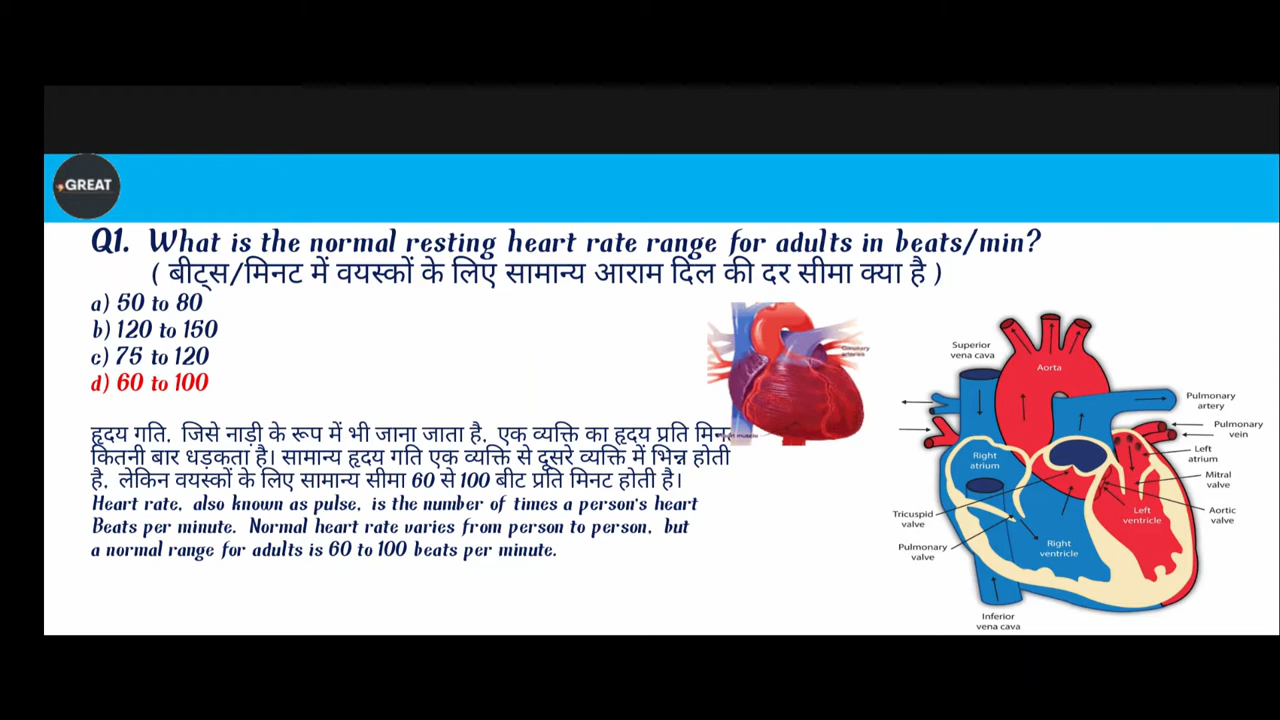 GREAT
Q1. What is the normal resting heart rate range for adults in beats/min?
( बीट्स/मिनट में वयस्कों के लिए सामान्य आराम दिल की दर सीमा क्या है )
a) 50 to 80
b) 120 to 150
c) 75 to 120
d) 60 to 100
हृदय गति, जिसे नाड़ी के रूप में भी जाना जाता है, एक व्यक्ति का हृदय प्रति मिन
कितनी बार धड़कता है। सामान्य हृदय गति एक व्यक्ति से दूसरे व्यक्ति में भिन्न होती
है, लेकिन वयस्कों के लिए सामान्य सीमा 60 से 100 बीट प्रति मिनट होती है।
Heart rate, also known as pulse, is the number of times a person's heart
Beats per minute. Normal heart rate varies from person to person, but
a normal range for adults is 60 to 100 beats per minute.
Coronary
arteries
muscle
Superior
vena cava
Aorta
Pulmonary
artery
Pulmonary
vein
Left
atrium
Mitral
valve
Right
atrium
Aortic
valve
Left
ventricle
Tricuspid
valve
Right
ventricle
Pulmonary
valve
Inferior
vena cava